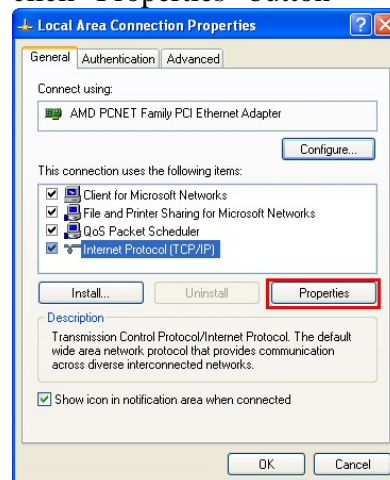 Local Area Connection Properties
General Authentication Advanced
Connect using:
AMD PCNET Family PCI Ethernet Adapter
Configure...
This connection uses the following items:
Client for Microsoft Networks
File and Printer Sharing for Microsoft Networks
QoS Packet Scheduler
Internet Protocol (TCP/IP)
Install... Uninstall Properties
Description
Transmission Control Protocol/Internet Protocol. The default
wide area network protocol that provides communication
across diverse interconnected networks.
Show icon in notification area when connected
OK Cancel